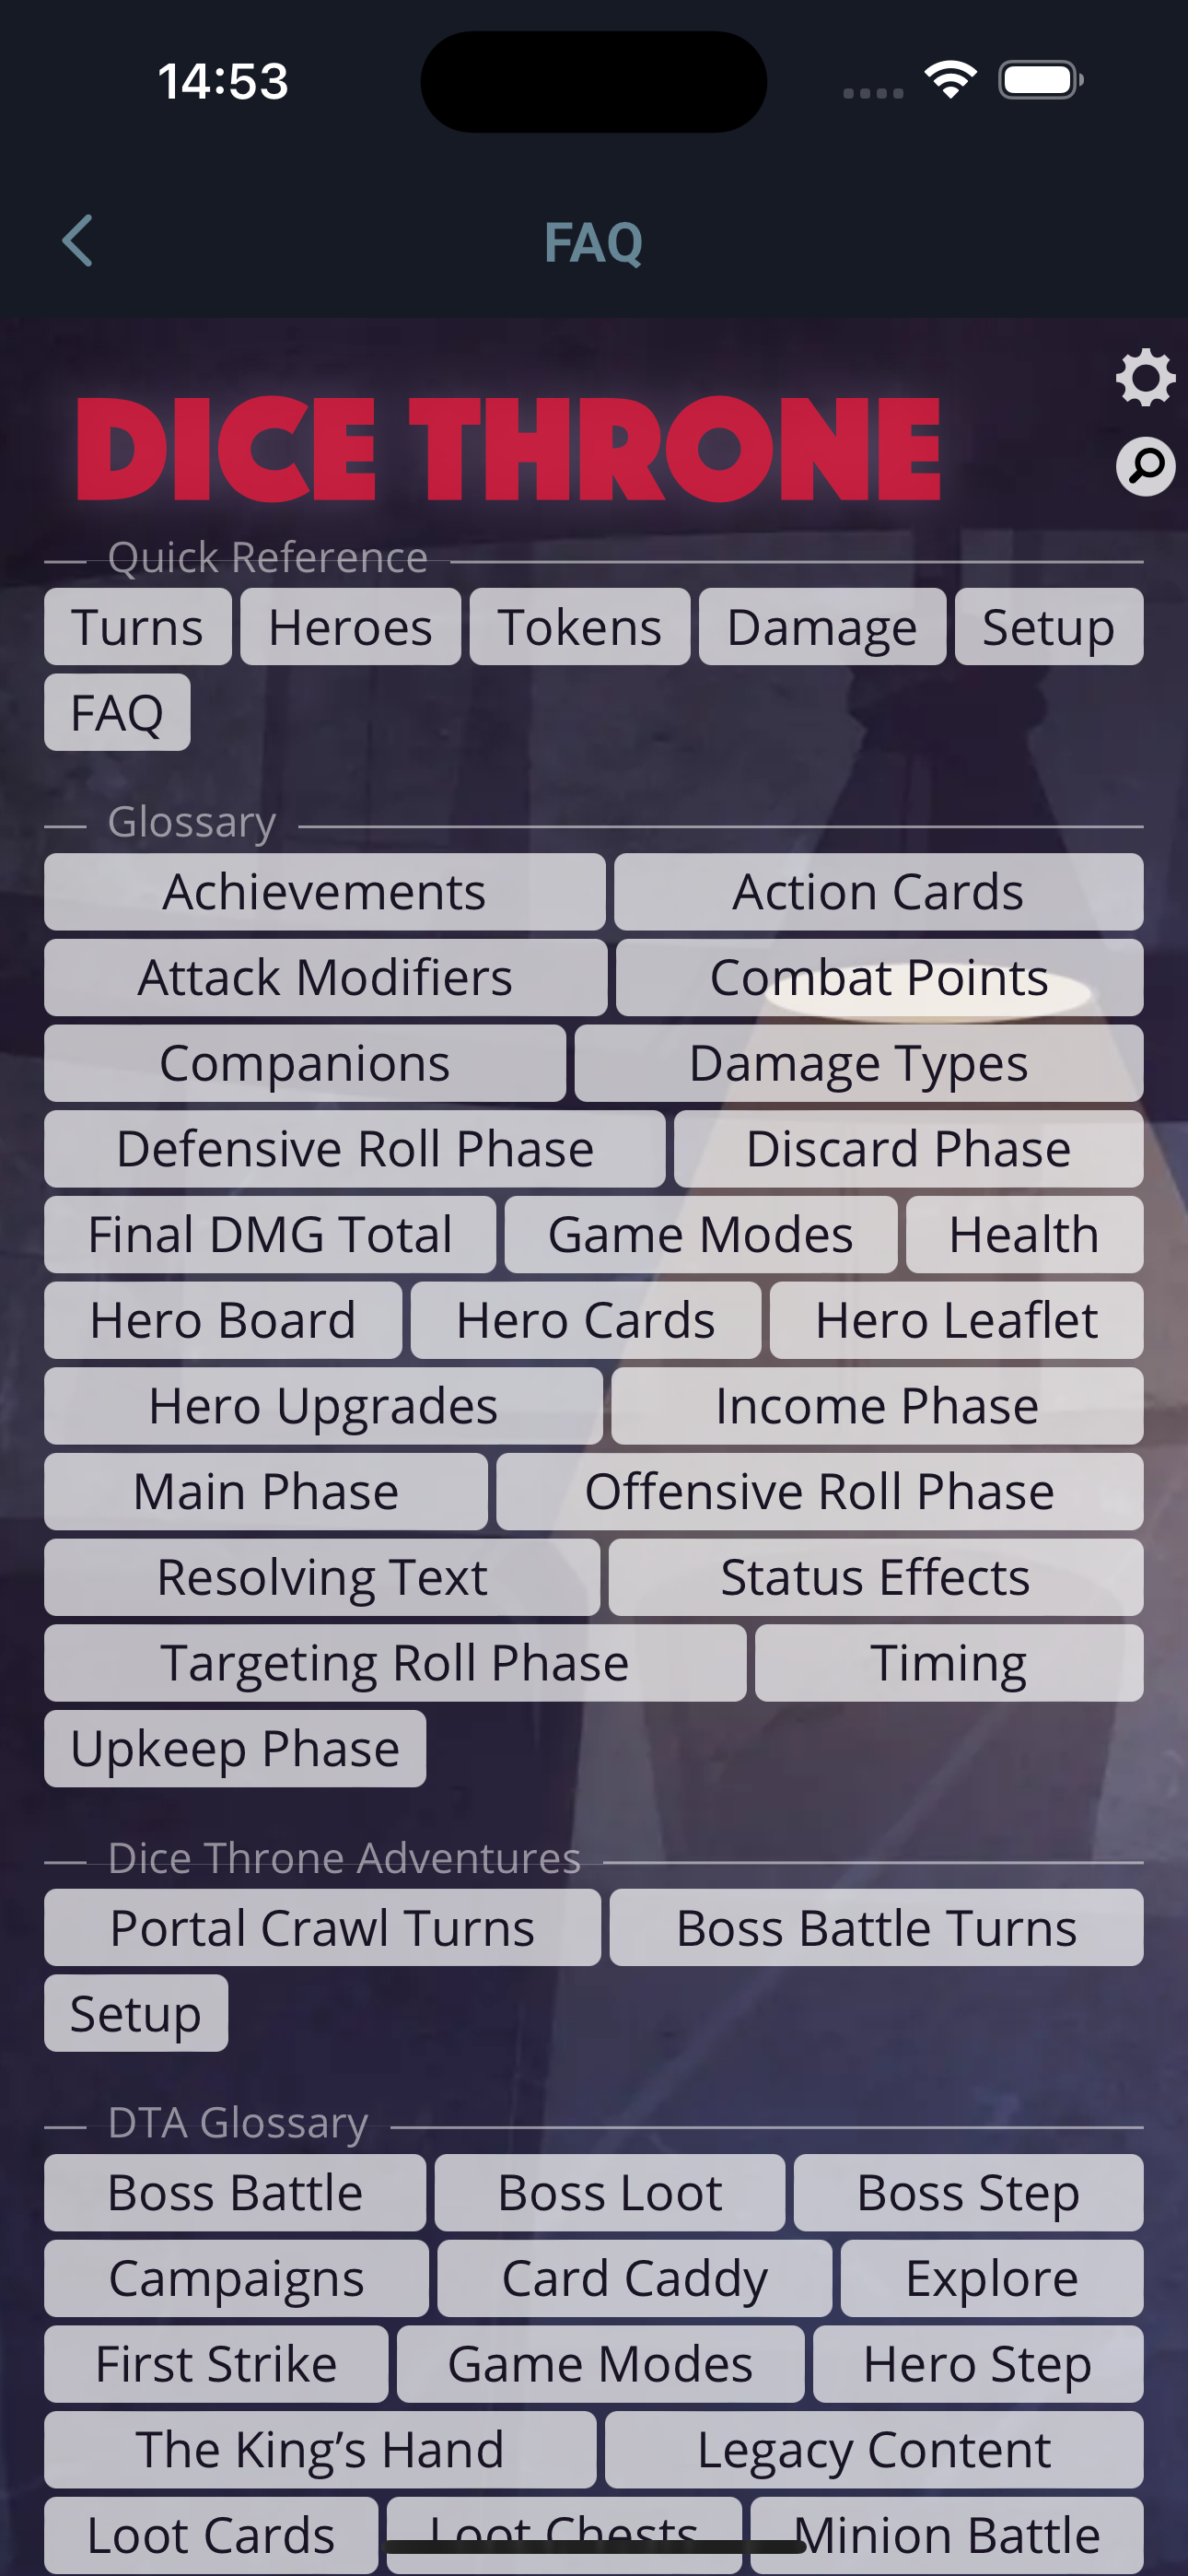 14:53
FAQ
DICE THRONE
Quick Reference
Turns Heroes Tokens Damage Setup
FAQ
Glossary
Achievements Action Cards
Attack Modifiers Combat Points
Companions Damage Types
Defensive Roll Phase Discard Phase
Final DMG Total Game Modes Health
Hero Board Hero Cards Hero Leaflet
Hero Upgrades Income Phase
Main Phase Offensive Roll Phase
Resolving Text Status Effects
Targeting Roll Phase Timing
Upkeep Phase
Dice Throne Adventures
Portal Crawl Turns Boss Battle Turns
Setup
DTA Glossary
Boss Battle Boss Loot Boss Step
Campaigns Card Caddy Explore
First Strike Game Modes Hero Step
The King’s Hand Legacy Content
Loot Cards Loot Chests Minion Battle